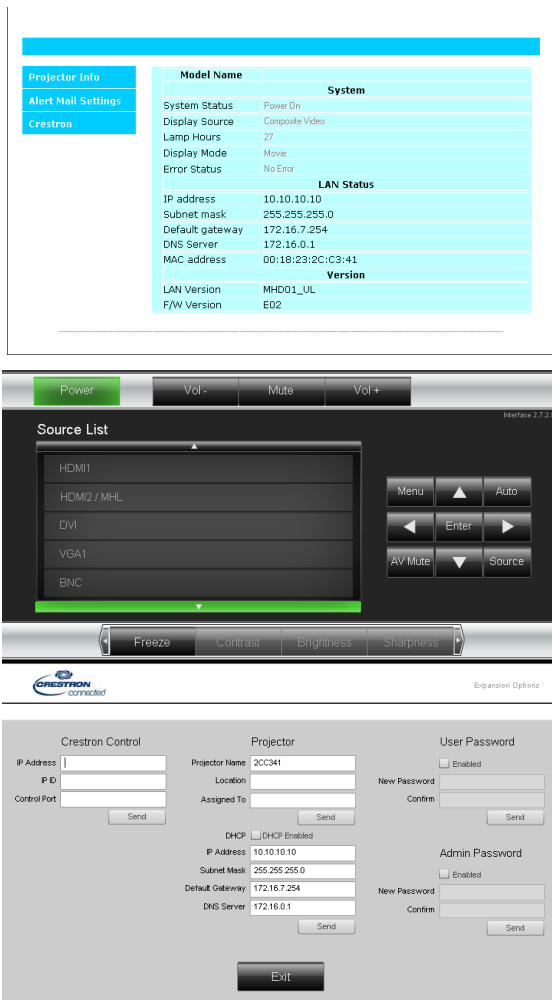 Model Name
Projector Info
Alert Mail Settings
Crestron
System
System Status Power On
Display Source Composite Video
Lamp Hours 27
Display Mode Movie
Error Status No Error
LAN Status
IP address 10.10.10.10
Subnet mask 255.255.255.0
Default gateway 172.16.7.254
DNS Server 172.16.0.1
MAC address 00:18:23:2C:C3:41
Version
LAN Version MHD01_UL
F/W Version E02
Power Vol - Mute Vol +
Interface 2.7.2.
Source List
HDMI1
HDMI2 / MHL
DVI
VGA1
BNC
Menu Auto
Enter
AV Mute Source
Freeze Contrast Brightness Sharpness
CRESTRON
connected
Expansion Options
Crestron Control
IP Address
IP ID
Control Port
Send
Projector
Projector Name 2CC341
Location
Assigned To
Send
DHCP DHCP Enabled
IP Address 10.10.10.10
Subnet Mask 255.255.255.0
Default Gateway 172.16.7.254
DNS Server 172.16.0.1
Send
User Password
Enabled
New Password
Confirm
Send
Admin Password
Enabled
New Password
Confirm
Send
Exit